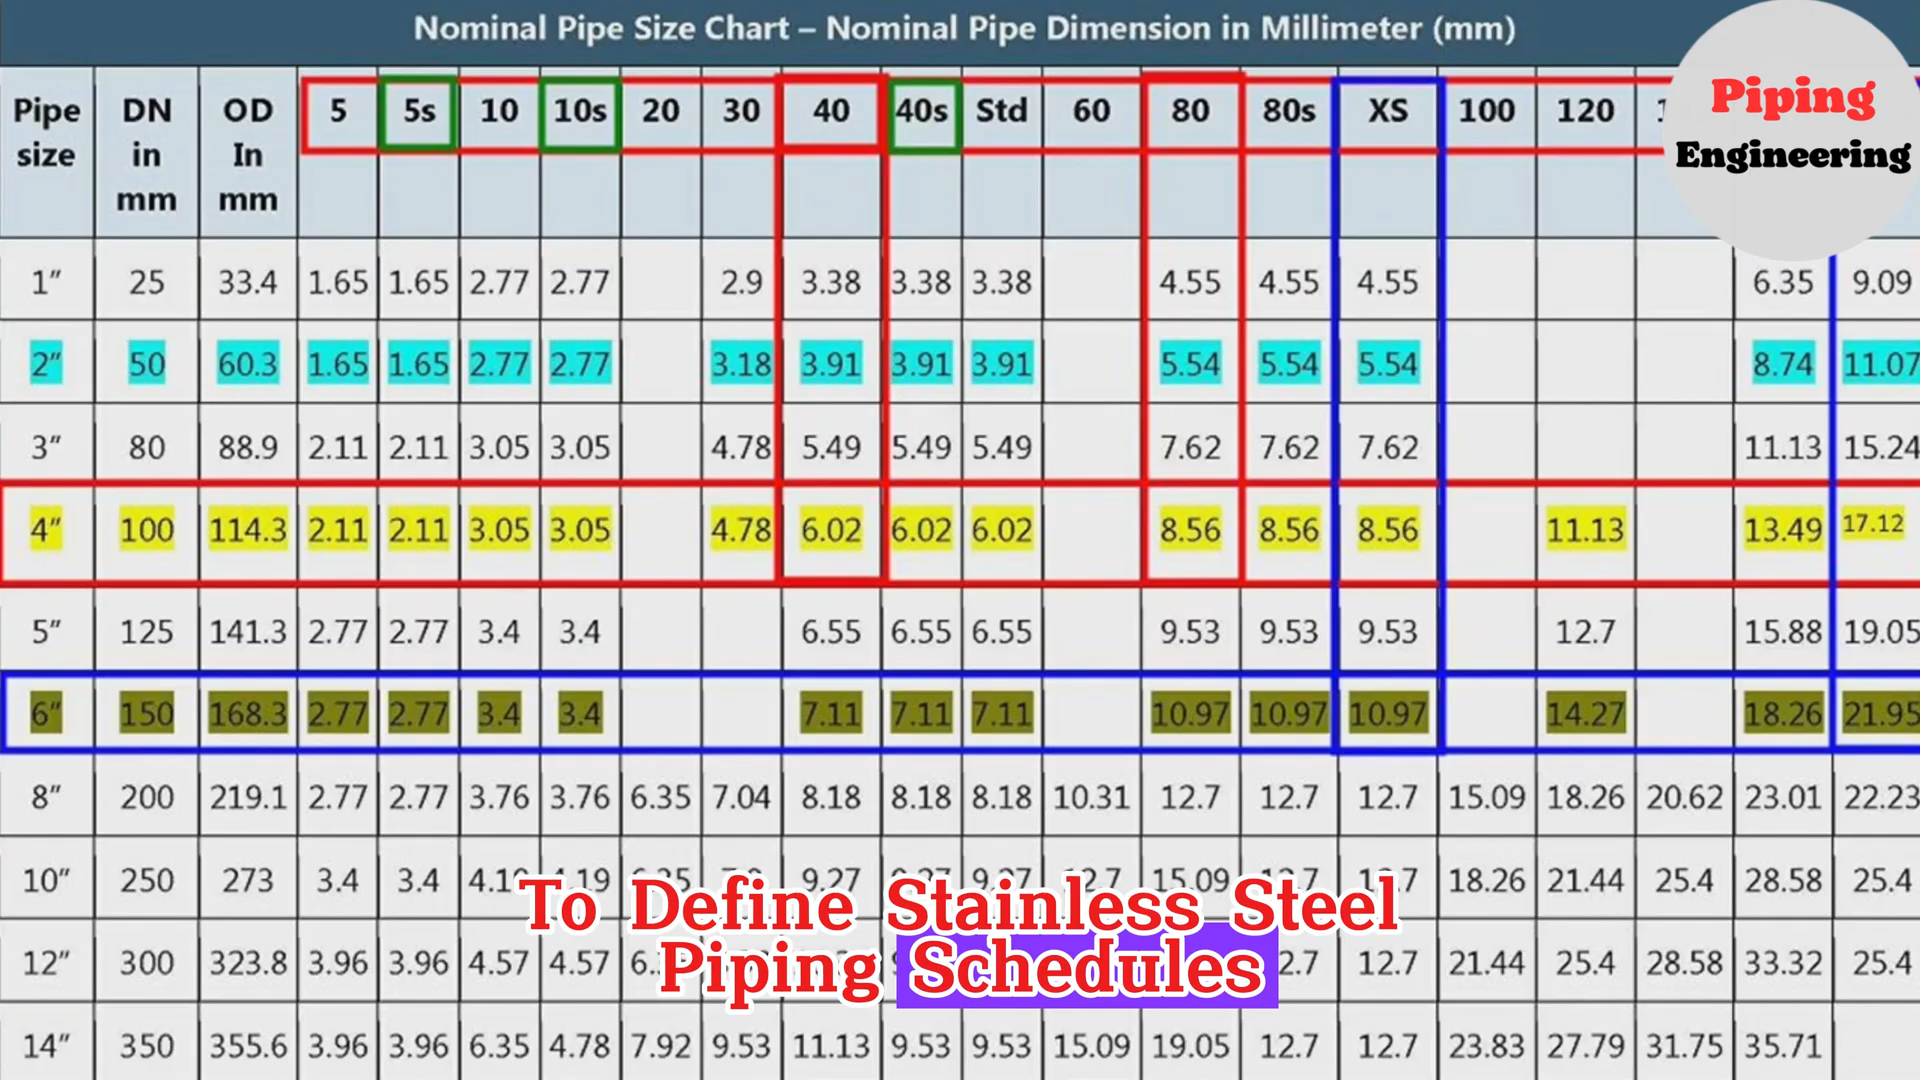 Nominal Pipe Size Chart – Nominal Pipe Dimension in Millimeter (mm)
Piping
Engineering
Pipe size DN in mm OD In mm 5 5s 10 10s 20 30 40 40s Std 60 80 80s XS 100 120
1” 25 33.4 1.65 1.65 2.77 2.77 2.9 3.38 3.38 3.38 4.55 4.55 4.55 6.35 9.09
2” 50 60.3 1.65 1.65 2.77 2.77 3.18 3.91 3.91 3.91 5.54 5.54 5.54 8.74 11.07
3” 80 88.9 2.11 2.11 3.05 3.05 4.78 5.49 5.49 5.49 7.62 7.62 7.62 11.13 15.24
4” 100 114.3 2.11 2.11 3.05 3.05 4.78 6.02 6.02 6.02 8.56 8.56 8.56 11.13 13.49 17.12
5” 125 141.3 2.77 2.77 3.4 3.4 6.55 6.55 6.55 9.53 9.53 9.53 12.7 15.88 19.05
6” 150 168.3 2.77 2.77 3.4 3.4 7.11 7.11 7.11 10.97 10.97 10.97 14.27 18.26 21.95
8” 200 219.1 2.77 2.77 3.76 3.76 6.35 7.04 8.18 8.18 8.18 10.31 12.7 12.7 12.7 15.09 18.26 20.62 23.01 22.23
10” 250 273 3.4 3.4 9.27 15.09 18.26 21.44 25.4 28.58 25.4
12” 300 323.8 3.96 3.96 4.57 4.57 12.7 21.44 25.4 28.58 33.32 25.4
14” 350 355.6 3.96 3.96 6.35 4.78 7.92 9.53 11.13 9.53 9.53 15.09 19.05 12.7 12.7 23.83 27.79 31.75 35.71
To Define Stainless Steel
Piping Schedules